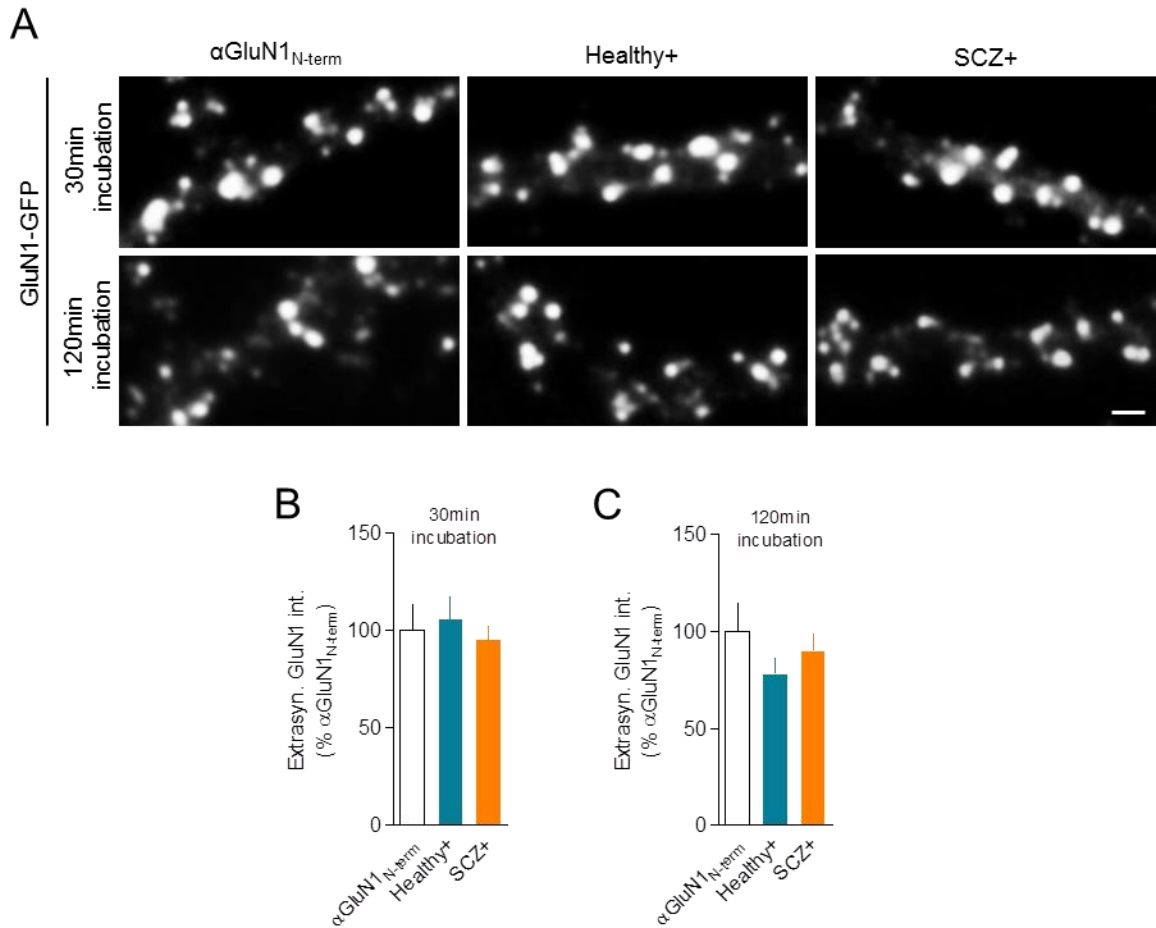 A
αGluN1N-term
Healthy+
SCZ+
GluN1-GFP
30min
incubation
120min
incubation
B
30min
incubation
Extrasyn. GluN1 int.
(% αGluN1N-term)
150
100
50
0
αGluN1N-term
Healthy+
SCZ+
C
120min
incubation
Extrasyn. GluN1 int.
(% αGluN1N-term)
150
100
50
0
αGluN1N-term
Healthy+
SCZ+